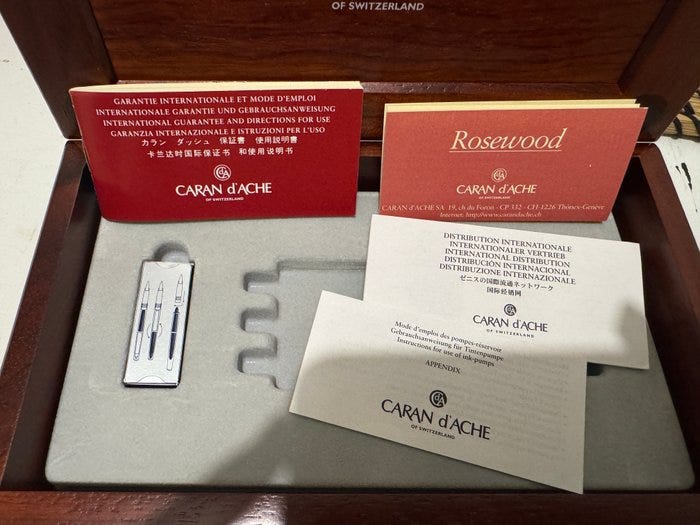 OF SWITZERLAND
GARANTIE INTERNATIONALE ET MODE D'EMPLOI
INTERNATIONALE GARANTIE UND GEBRAUCHSANWEISUNG
INTERNATIONAL GUARANTEE AND DIRECTIONS FOR USE
GARANZIA INTERNAZIONALE E ISTRUZIONI PER L'USO
カラン ダッシュ 保証書 使用説明書
卡兰达时国际保证书 和使用说明书
CARAN d'ACHE
OF SWITZERLAND
Rosewood
CARAN d'ACHE
OF SWITZERLAND
CARAN d'ACHE SA. 19, ch du Foron - CP 332 - CH-1226 Thônex-Genève
Internet: http://www.carandache.ch
DISTRIBUTION INTERNATIONALE
INTERNATIONALER VERTRIEB
INTERNATIONAL DISTRIBUTION
DISTRIBUCIÓN INTERNACIONAL
DISTRIBUZIONE INTERNAZIONALE
ゼニスの国際流通ネットワーク
国际经销网
CARAN d'ACHE
OF SWITZERLAND
Mode d'emploi des pompes-réservoir
Gebrauchsanweisung für Tintenpumpe
Instructions for use of ink-pumps
APPENDIX
CARAN d'ACHE
OF SWITZERLAND